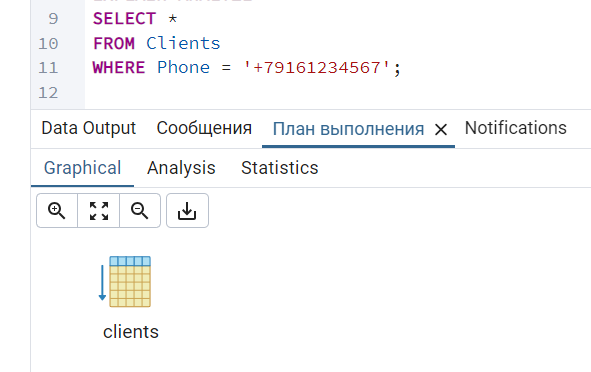 9 SELECT *
10 FROM Clients
11 WHERE Phone = '+79161234567';
12
Data Output Сообщения План выполнения × Notifications
Graphical Analysis Statistics
clients